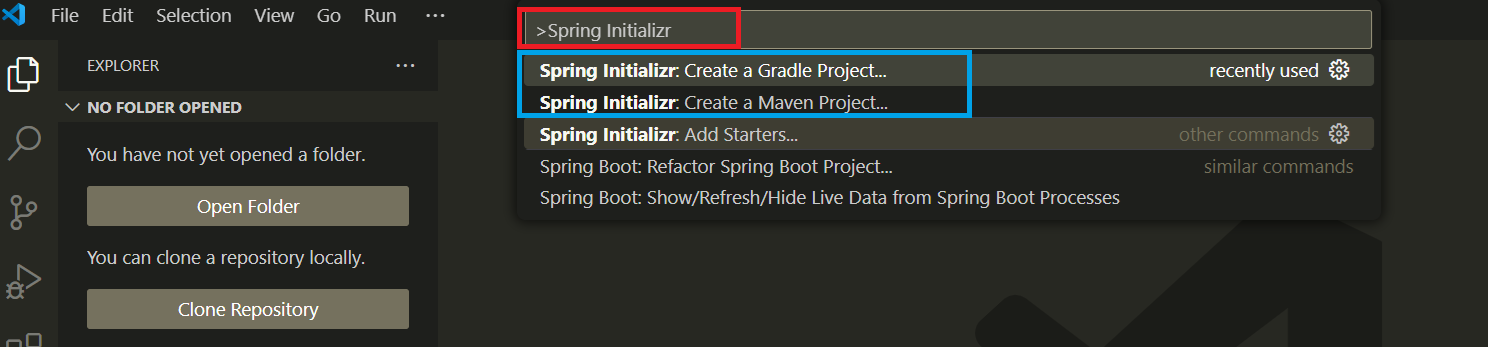 File Edit Selection View Go Run ···
>Spring Initializr
EXPLORER ···
Spring Initializr: Create a Gradle Project... recently used
NO FOLDER OPENED
Spring Initializr: Create a Maven Project...
Spring Initializr: Add Starters... other commands
You have not yet opened a folder.
Spring Boot: Refactor Spring Boot Project... similar commands
Open Folder
Spring Boot: Show/Refresh/Hide Live Data from Spring Boot Processes
You can clone a repository locally.
Clone Repository